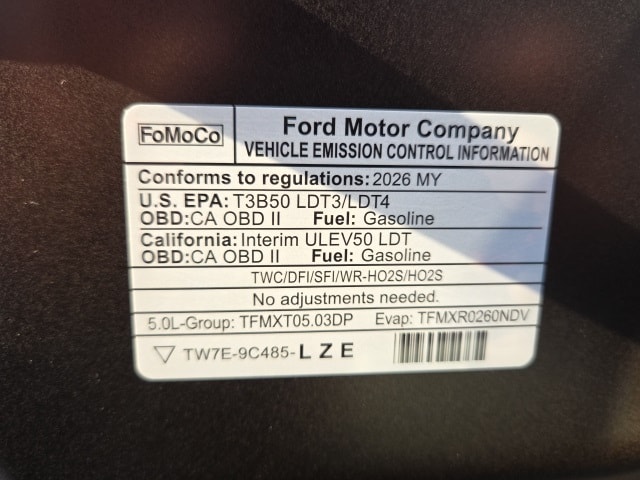 FoMoCo
Ford Motor Company
VEHICLE EMISSION CONTROL INFORMATION
Conforms to regulations: 2026 MY
U.S. EPA: T3B50 LDT3/LDT4
OBD:CA OBD II Fuel: Gasoline
California: Interim ULEV50 LDT
OBD:CA OBD II Fuel: Gasoline
TWC/DFI/SFI/WR-HO2S/HO2S
No adjustments needed.
5.0L-Group: TFMXT05.03DP Evap: TFMXR0260NDV
TW7E-9C485-LZE